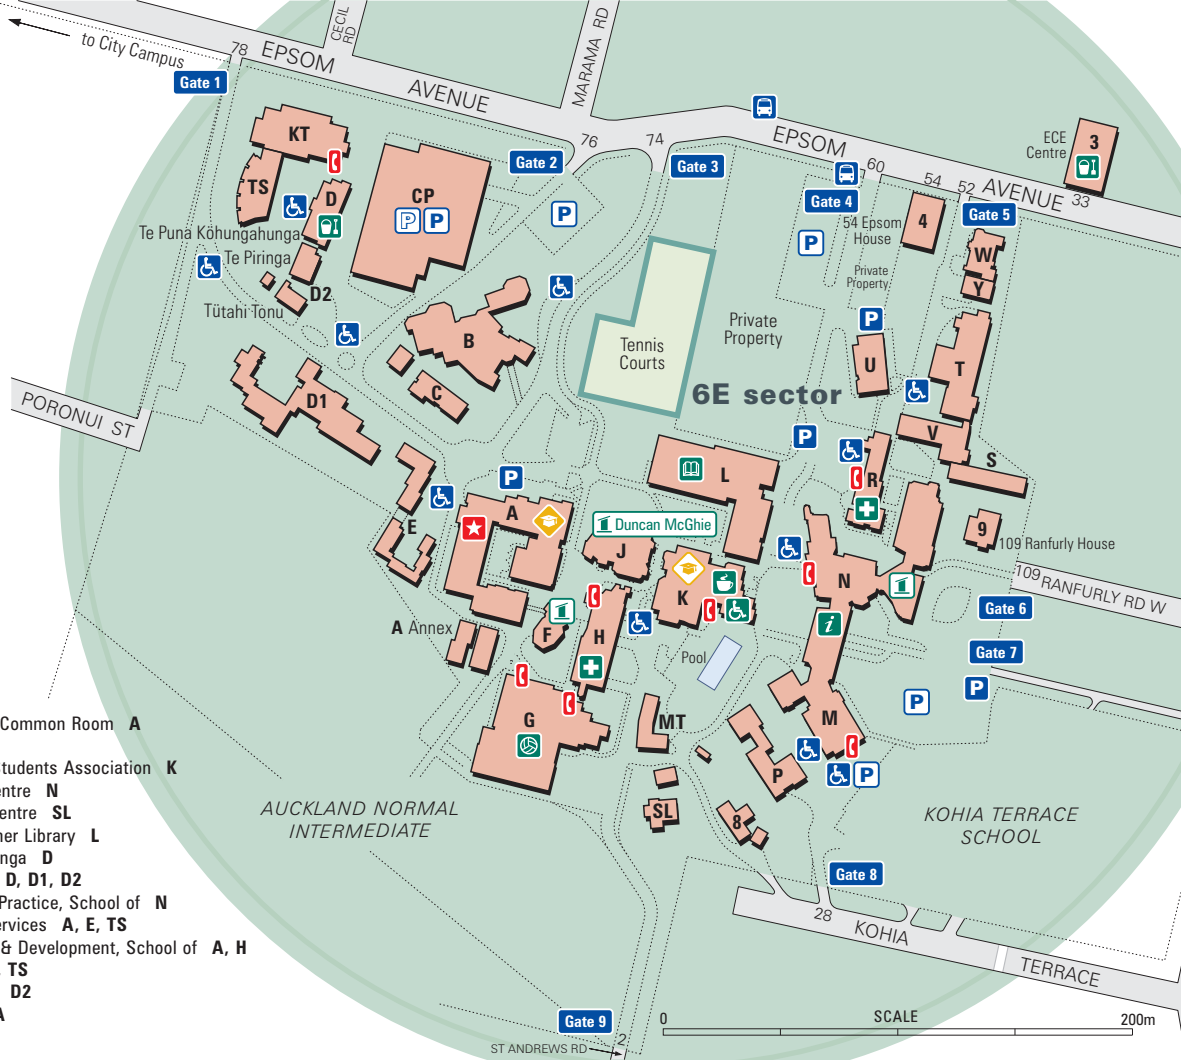 to City Campus
78
EPSOM
AVENUE
CECIL
RD
MARAMA RD
Gate 1
76
74
Gate 2
Gate 3
EPSOM
60
54
52
AVENUE
33
Gate 4
Gate 5
ECE
Centre
3
KT
TS
D
CP
P
P
P
P
Te Puna Kōhungahunga
Te Piringa
D2
Tūtahi Tonu
54 Epsom
House
4
W
Y
Private
Property
Private
Property
P
U
T
Tennis
Courts
6E sector
B
C
D1
PORONUI ST
P
V
S
R
L
P
A
E
Duncan McGhie
J
K
N
9
109 Ranfurly House
109
RANFURLY RD W
Gate 6
Gate 7
A Annex
F
H
Pool
i
P
P
G
MT
M
P
P
SL
8
AUCKLAND NORMAL
INTERMEDIATE
KOHIA TERRACE
SCHOOL
Common Room A
tudents Association K
entre N
entre SL
ner Library L
nga D
D, D1, D2
Practice, School of N
ervices A, E, TS
& Development, School of A, H
, TS
D2
A
Gate 8
28
KOHIA
TERRACE
Gate 9
2
ST ANDREWS RD
0
SCALE
200m